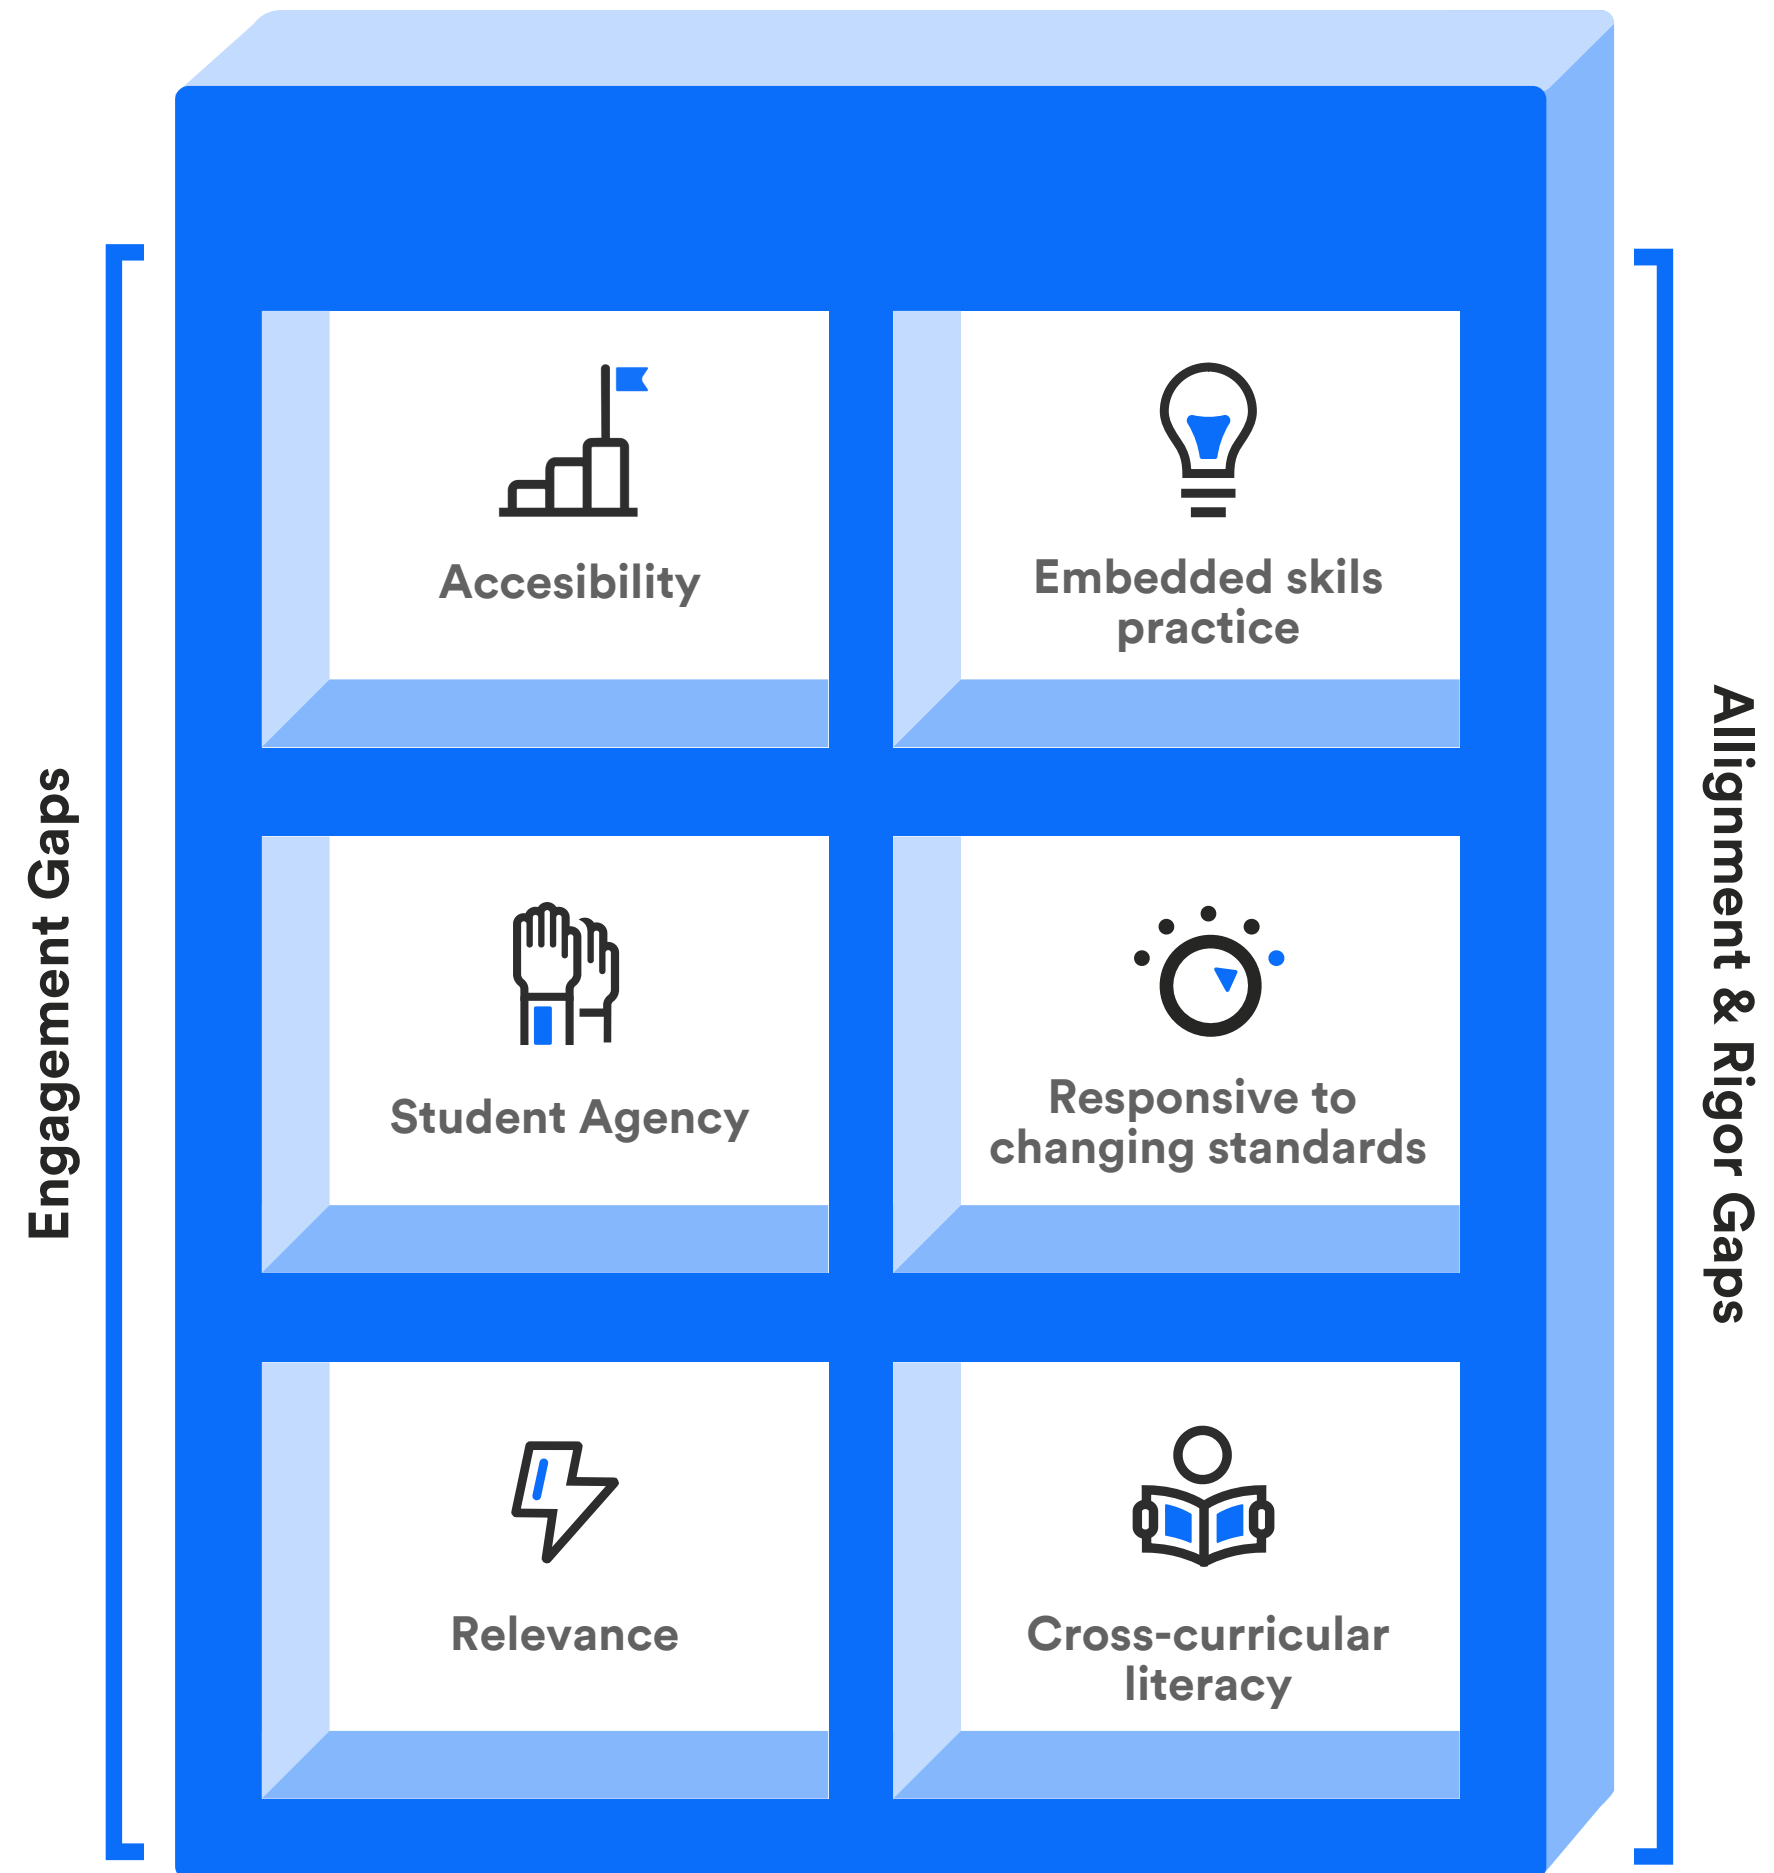 Engagement Gaps
Accesibility
Embedded skils
practice
Student Agency
Responsive to
changing standards
Relevance
Cross-curricular
literacy
Allignment & Rigor Gaps